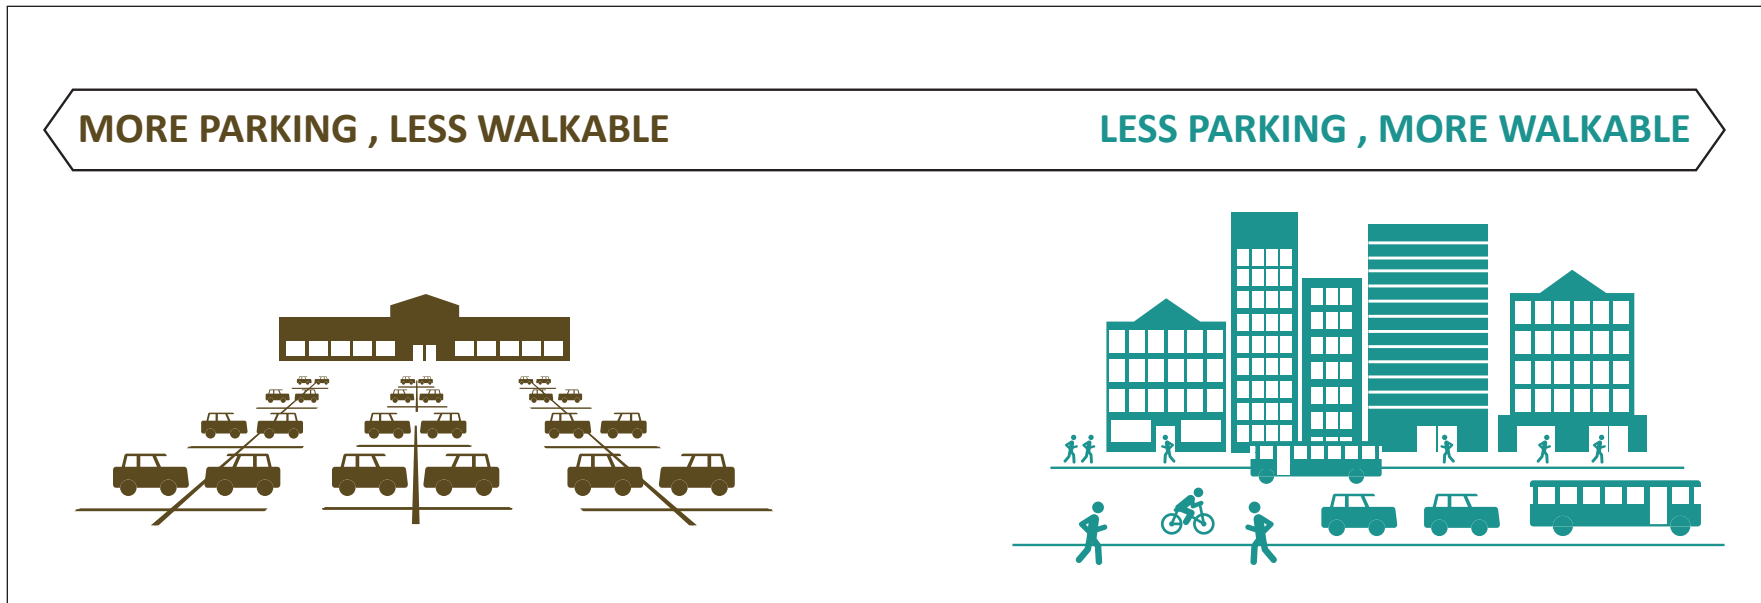 MORE PARKING , LESS WALKABLE
LESS PARKING , MORE WALKABLE